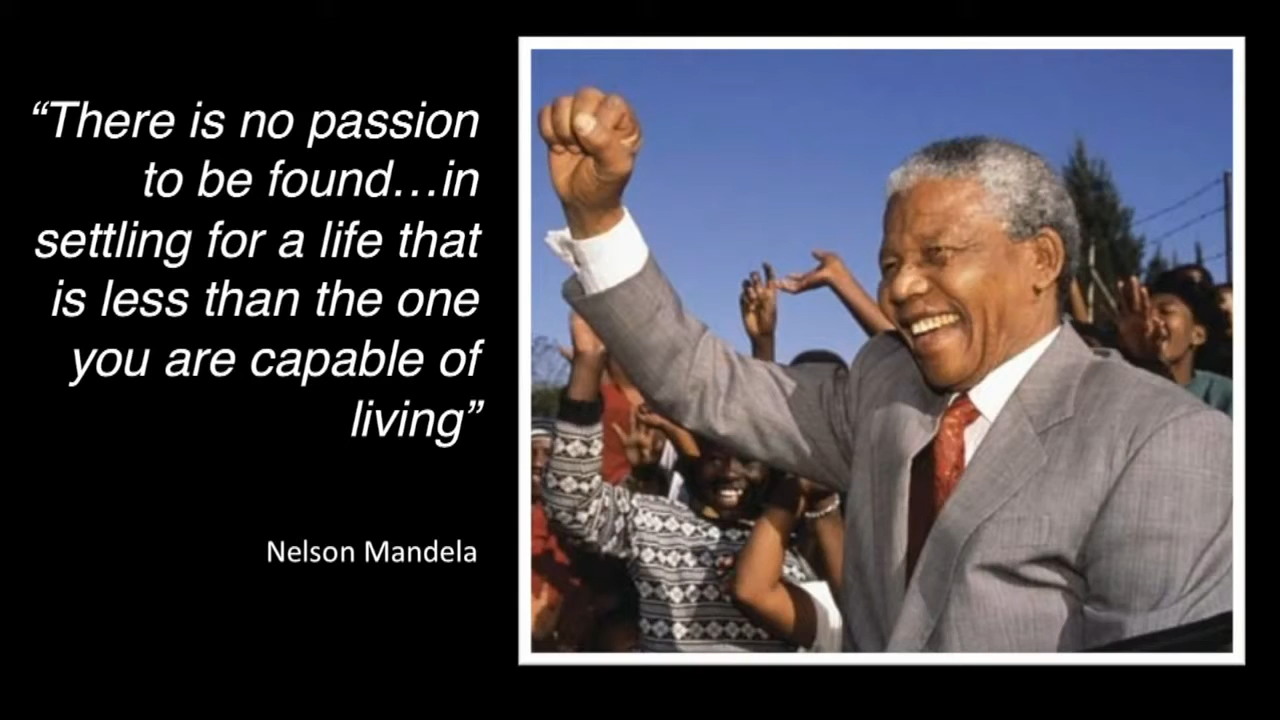 “There is no passion
to be found…in
settling for a life that
is less than the one
you are capable of
living”
Nelson Mandela